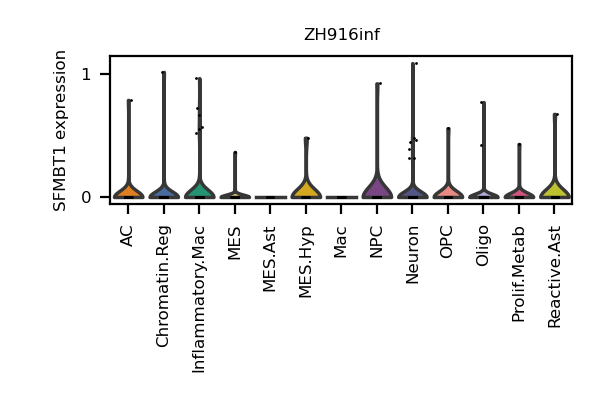 ZH916inf
SFMBT1 expression
1
0
AC
Chromatin.Reg
Inflammatory.Mac
MES
MES.Ast
MES.Hyp
Mac
NPC
Neuron
OPC
Oligo
Prolif.Metab
Reactive.Ast